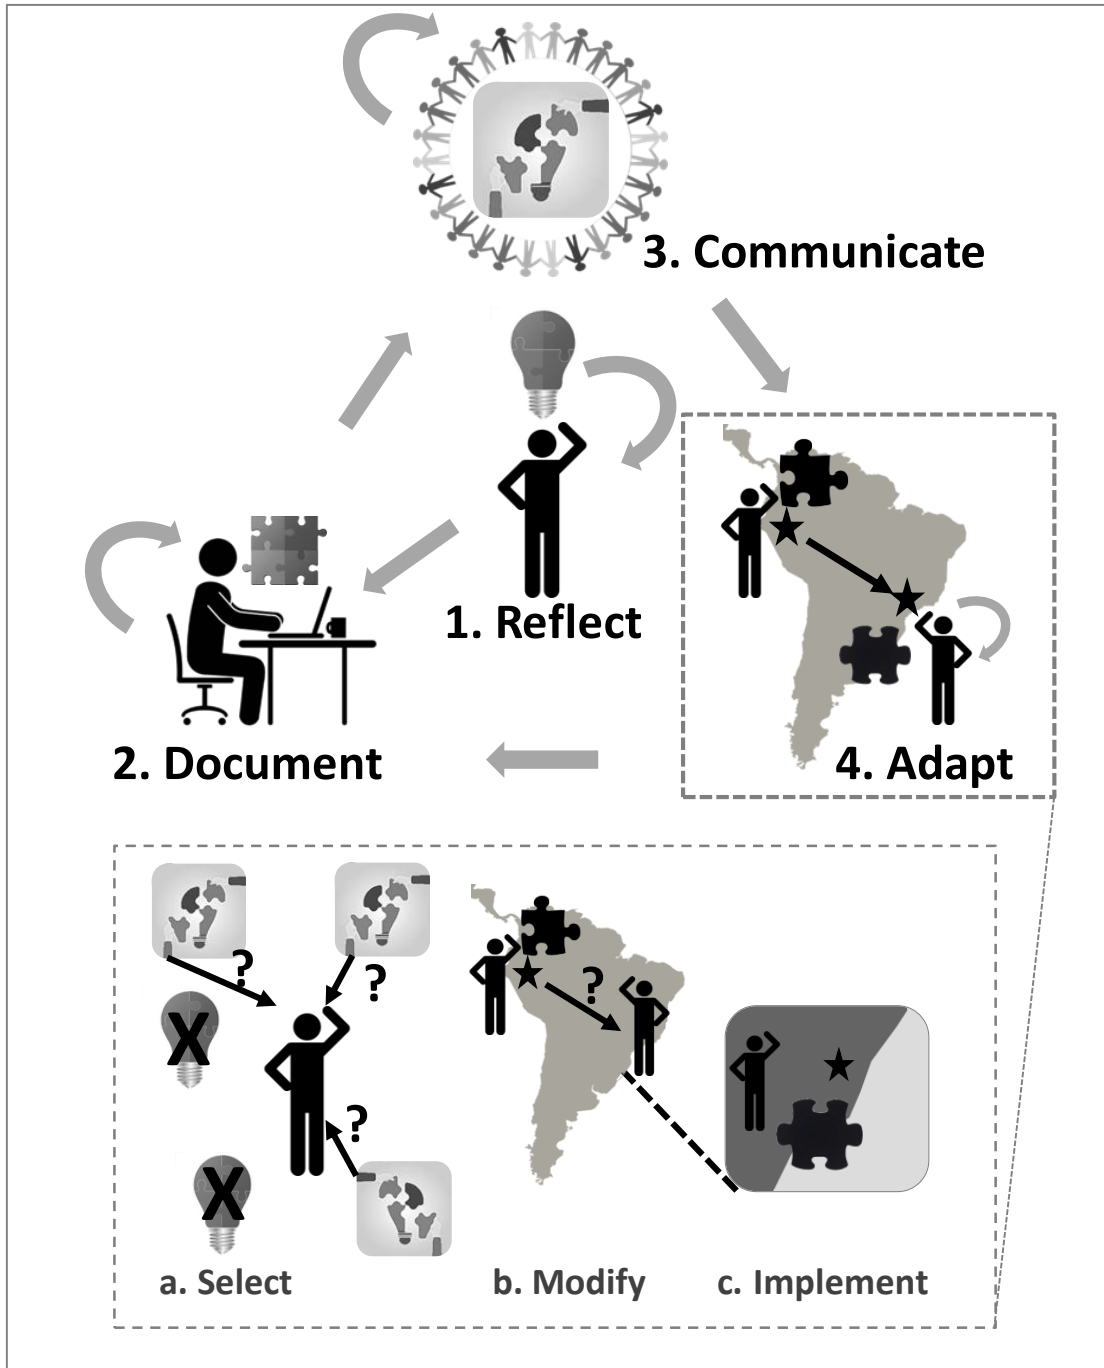 3. Communicate
1. Reflect
2. Document
4. Adapt
?
?
?
?
X
X
a. Select
b. Modify
c. Implement